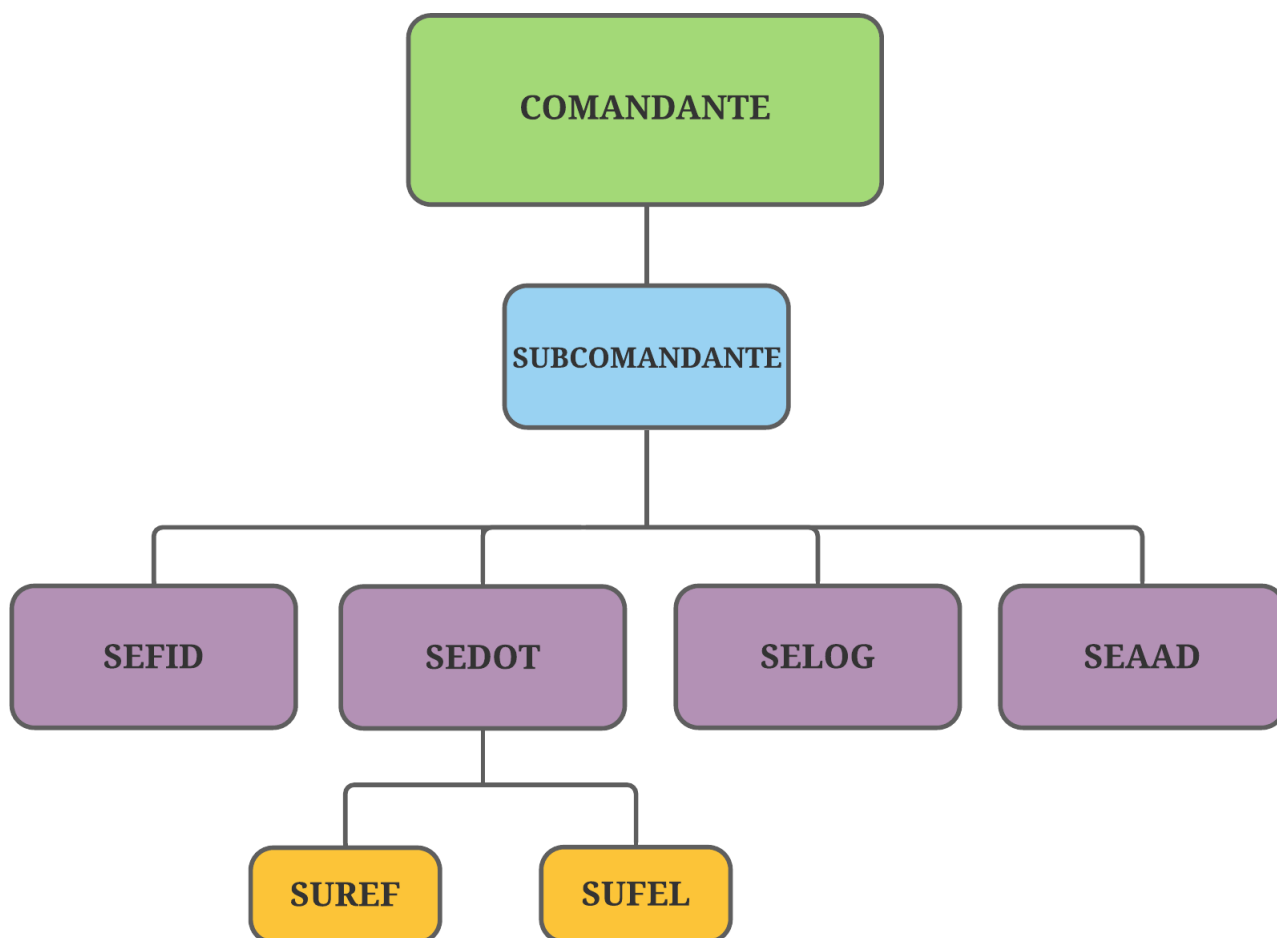 COMANDANTE
SUBCOMANDANTE
SEFID
SEDOT
SELOG
SEAAD
SUREF
SUFEL